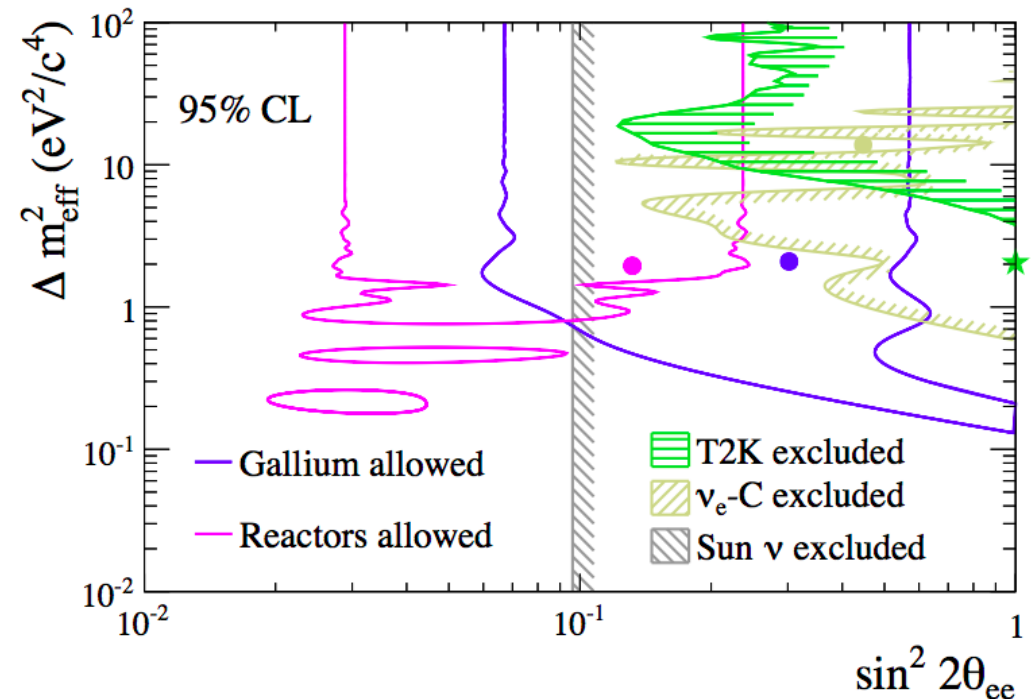 Δ m²eff (eV²/c⁴)
10²
10
1
10⁻¹
10⁻²
95% CL
Gallium allowed
Reactors allowed
T2K excluded
νe-C excluded
Sun ν excluded
10⁻²
10⁻¹
1
sin² 2θee